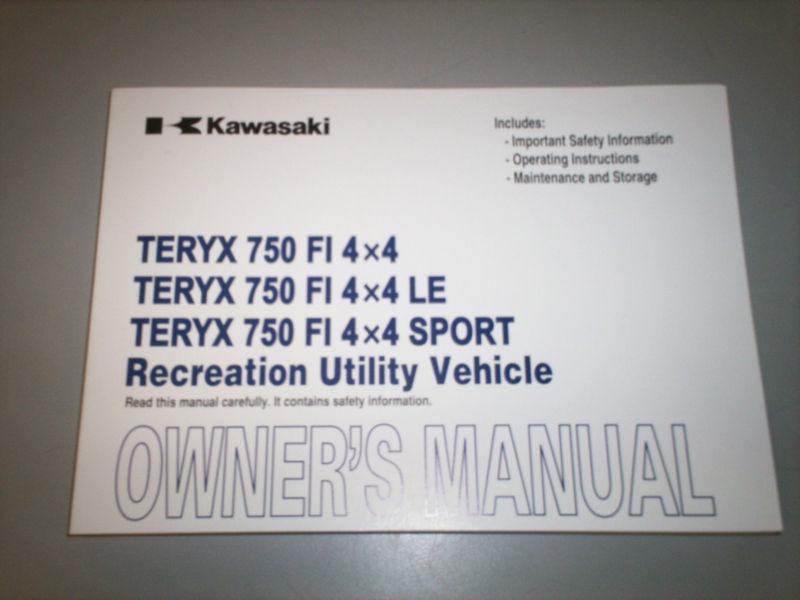 Kawasaki
Includes:
- Important Safety Information
- Operating Instructions
- Maintenance and Storage
TERYX 750 FI 4×4
TERYX 750 FI 4×4 LE
TERYX 750 FI 4×4 SPORT
Recreation Utility Vehicle
Read this manual carefully. It contains safety information.
OWNER'S MANUAL